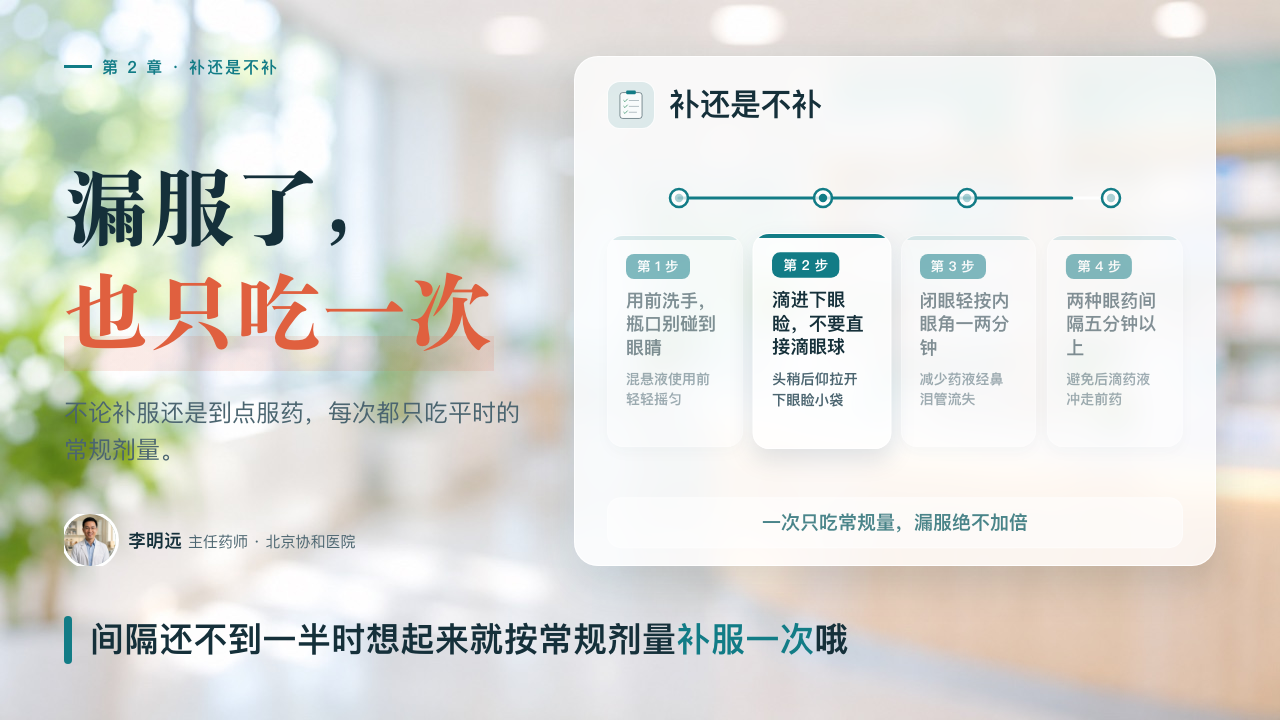 第 2 章 · 补还是不补
漏服了，
也只吃一次
不论补服还是到点服药，每次都只吃平时的
常规剂量。
李明远 主任药师 · 北京协和医院
补还是不补
第 1 步
用前洗手，
瓶口别碰到
眼睛
混悬液使用前
轻轻摇匀
第 2 步
滴进下眼
睑，不要直
接滴眼球
头稍后仰拉开
下眼睑小袋
第 3 步
闭眼轻按内
眼角一两分
钟
减少药液经鼻
泪管流失
第 4 步
两种眼药间
隔五分钟以
上
避免后滴药液
冲走前药
一次只吃常规量，漏服绝不加倍
间隔还不到一半时想起来就按常规剂量补服一次哦